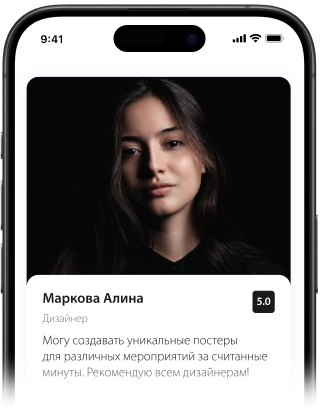 9:41
Маркова Алина
5.0
Дизайнер
Могу создавать уникальные постеры
для различных мероприятий за считанные
минуты. Рекомендую всем дизайнерам!